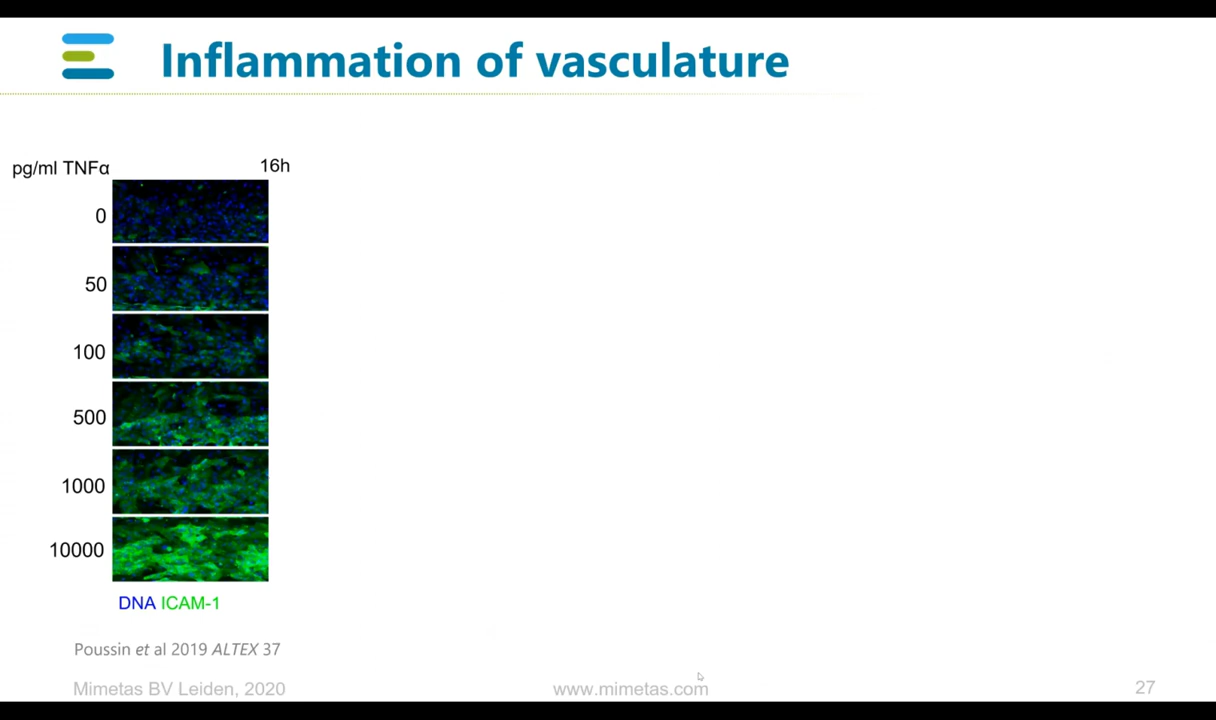 Inflammation of vasculature
pg/ml TNFα
16h
0
50
100
500
1000
10000
DNA ICAM-1
Poussin et al 2019 ALTEX 37
Mimetas BV Leiden, 2020
www.mimetas.com
27